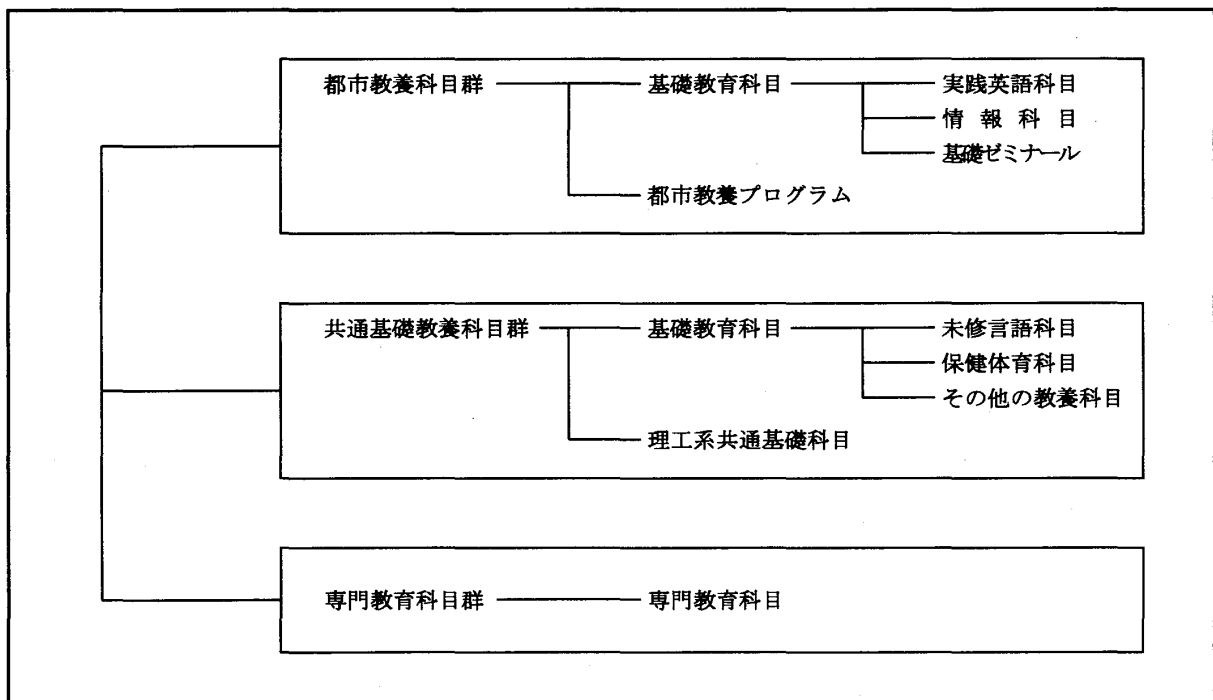 都市教養科目群 基礎教育科目 実践英語科目
情報科目
基礎ゼミナール
都市教養プログラム
共通基礎教養科目群 基礎教育科目 未修言語科目
保健体育科目
その他の教養科目
理工系共通基礎科目
専門教育科目群 専門教育科目